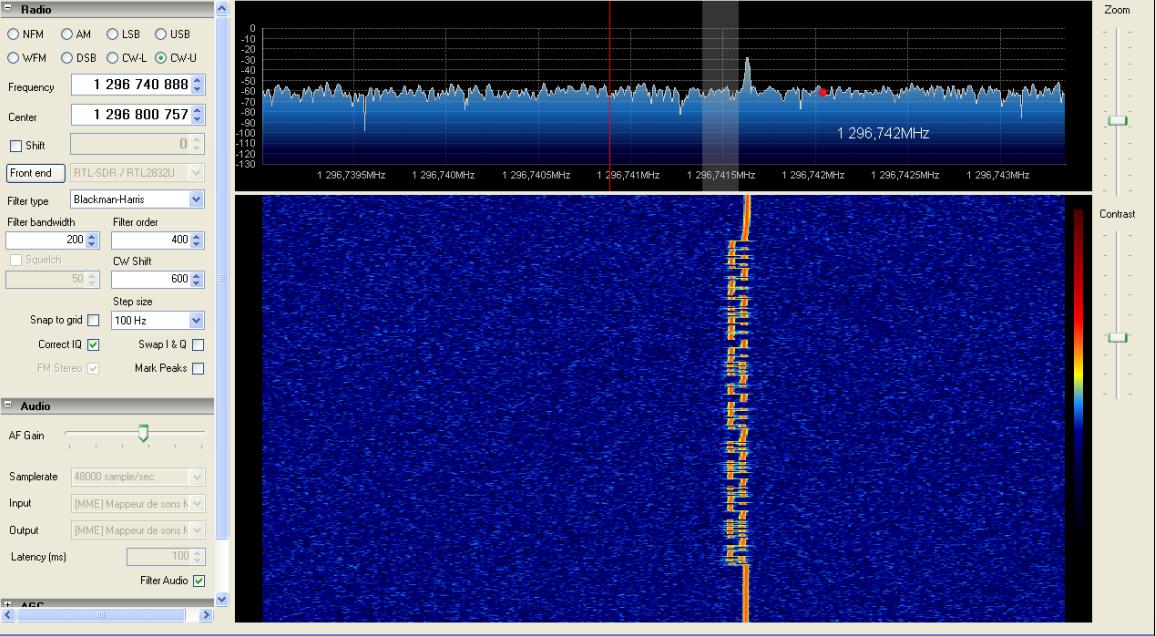 Radio
NFM AM LSB USB
WFM DSB CW-L CW-U
Frequency 1 296 740 888
Center 1 296 800 757
Shift 0
Front end RTL-SDR / RTL2832U
Filter type Blackman-Harris
Filter bandwidth Filter order
200 400
Squelch CW Shift
50 600
Step size
Snap to grid 100 Hz
Correct IQ Swap I & Q
FM Stereo Mark Peaks
Audio
AF Gain
Samplerate 48000 sample/sec
Input [MME] Mappeur de sons M
Output [MME] Mappeur de sons M
Latency (ms) 100
Filter Audio
AGC
0
-10
-20
-30
-40
-50
-60
-70
-80
-90
-100
-110
-120
-130
1 296,742MHz
1 296,7395MHz 1 296,740MHz 1 296,7405MHz 1 296,741MHz 1 296,7415MHz 1 296,742MHz 1 296,7425MHz 1 296,743MHz
Zoom
Contrast